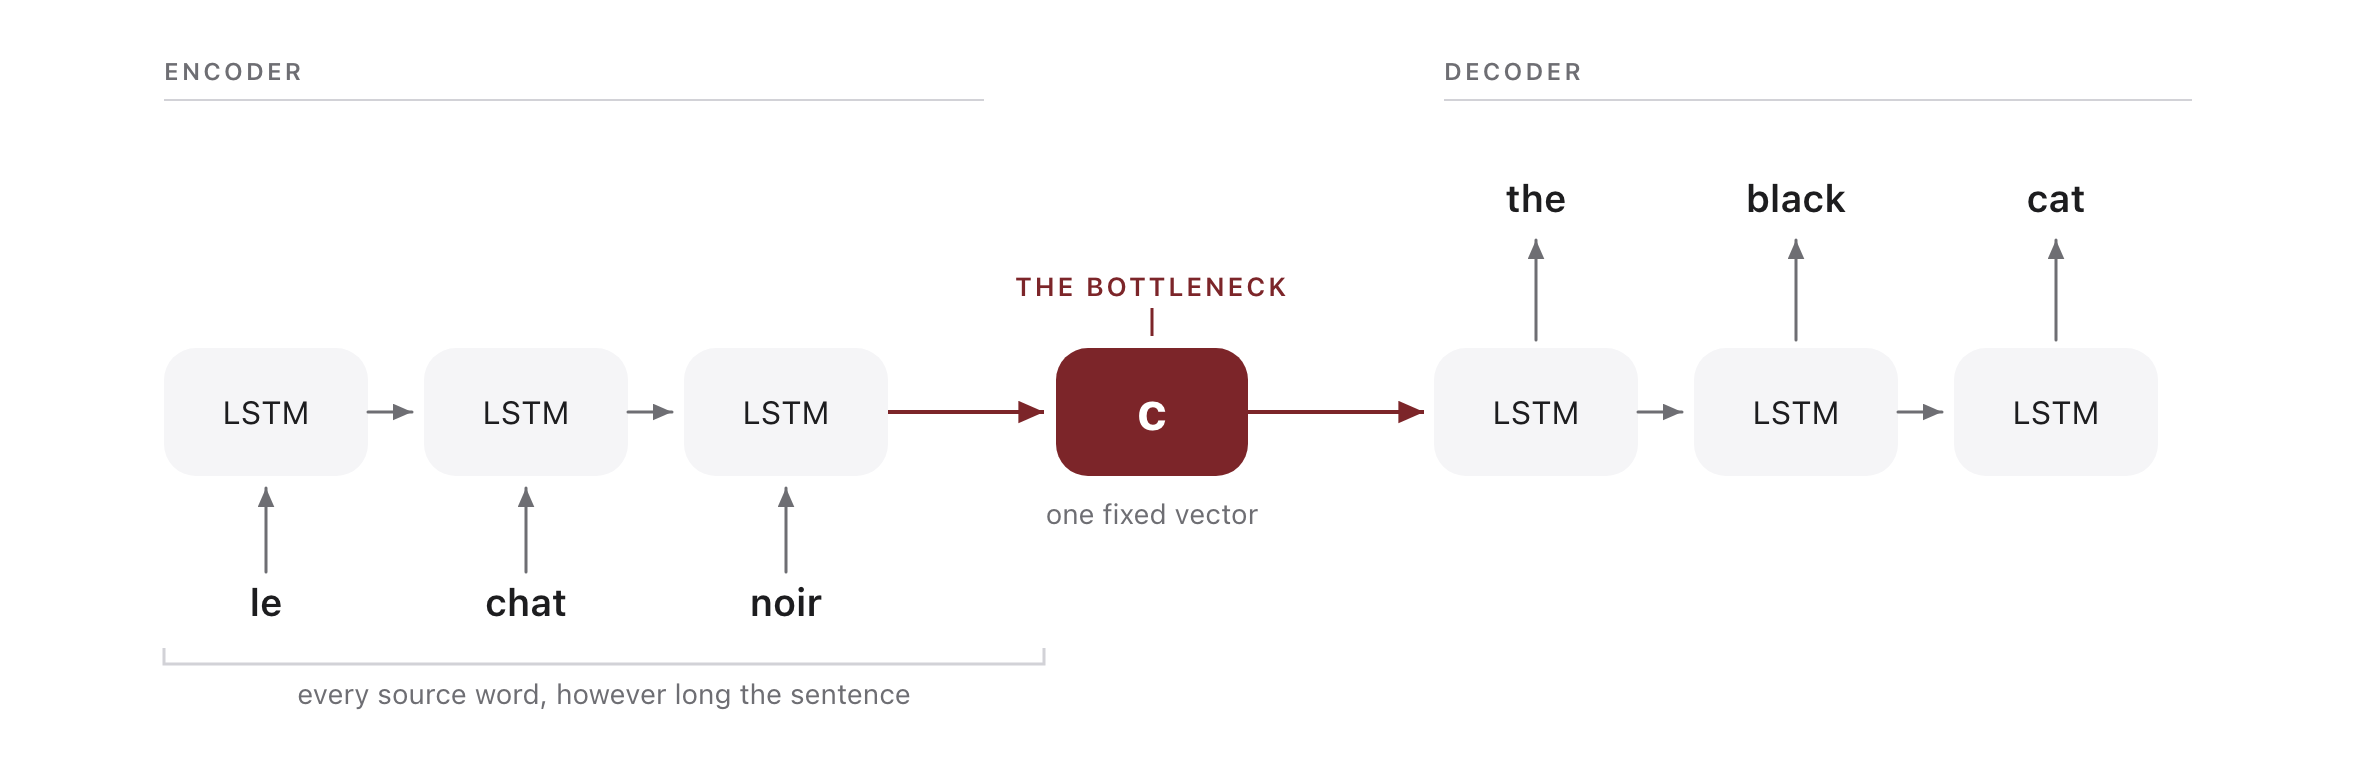 ENCODER
DECODER
the black cat
THE BOTTLENECK
LSTM LSTM LSTM c LSTM LSTM LSTM
one fixed vector
le chat noir
every source word, however long the sentence